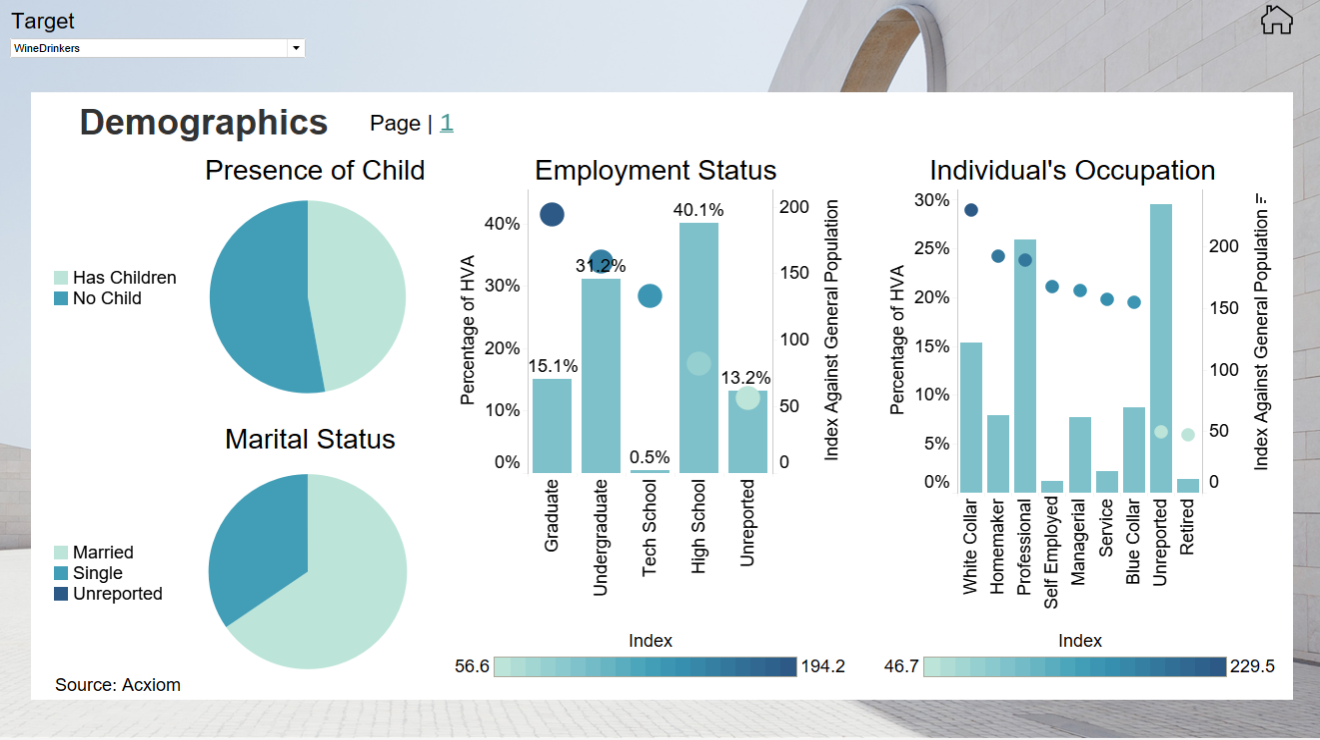 Target
WineDrinkers
Demographics
Page | 1
Presence of Child
Has Children
No Child
Marital Status
Married
Single
Unreported
Source: Acxiom
Employment Status
Percentage of HVA
40%
30%
20%
10%
0%
15.1%
31.2%
0.5%
40.1%
13.2%
200
150
100
50
0
Index Against General Population
Graduate
Undergraduate
Tech School
High School
Unreported
Index
56.6
194.2
Individual's Occupation
Percentage of HVA
30%
25%
20%
15%
10%
5%
0%
200
150
100
50
0
Index Against General Population
White Collar
Homemaker
Professional
Self Employed
Managerial
Service
Blue Collar
Unreported
Retired
Index
46.7
229.5